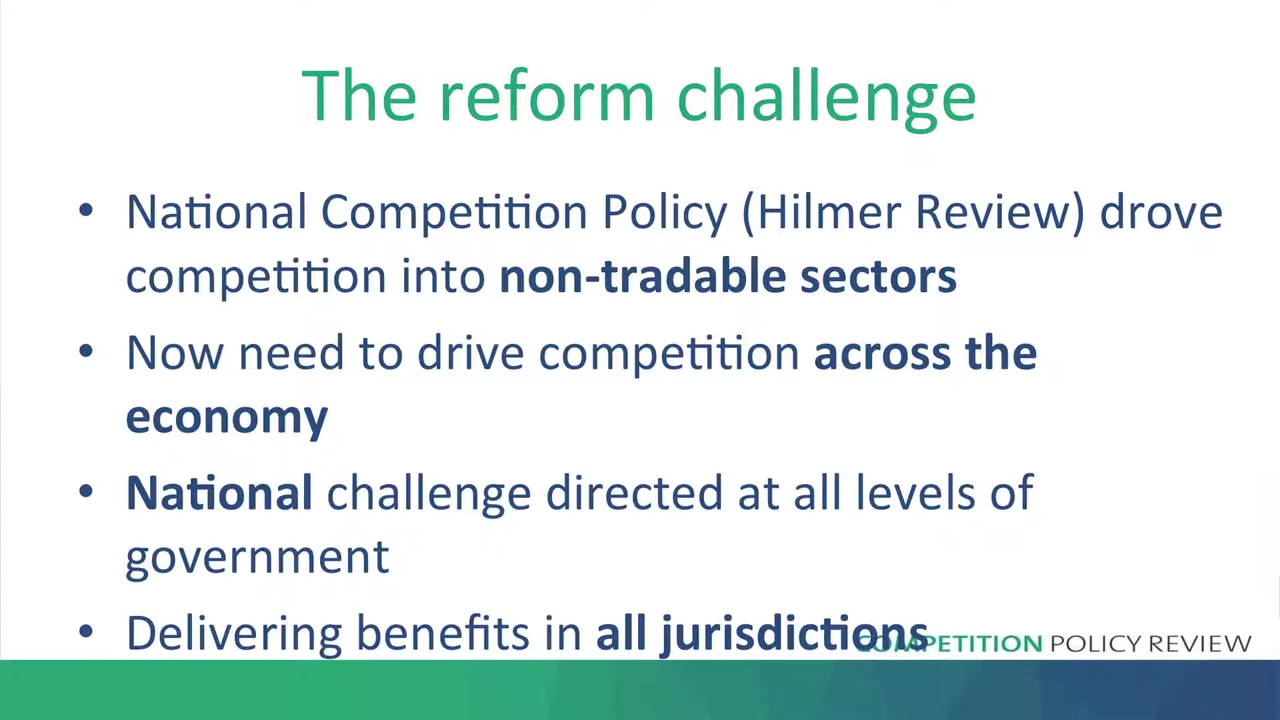 The reform challenge
• National Competition Policy (Hilmer Review) drove
competition into non-tradable sectors
• Now need to drive competition across the
economy
• National challenge directed at all levels of
government
• Delivering benefits in all jurisdictions
COMPETITION POLICY REVIEW